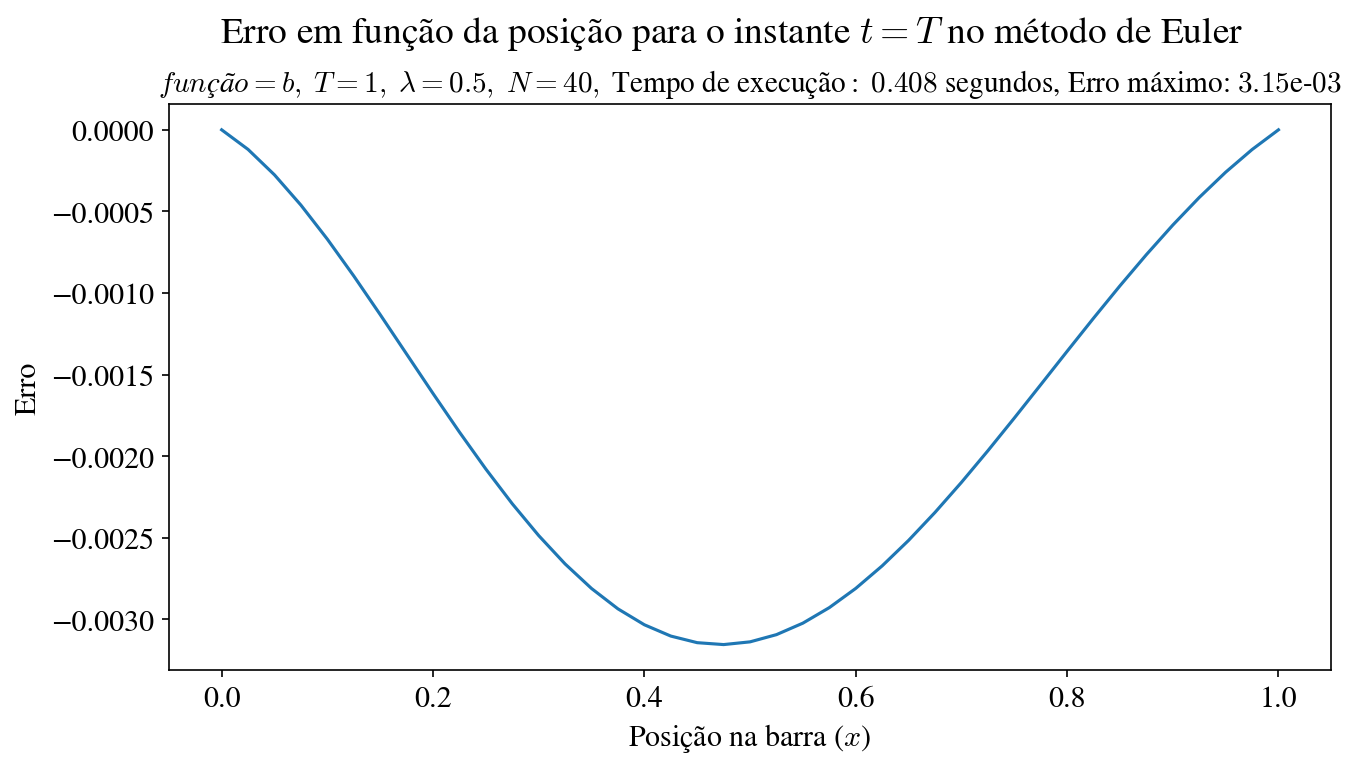 Erro em função da posição para o instante t = T no método de Euler
função = b, T = 1, λ = 0.5, N = 40, Tempo de execução : 0.408 segundos, Erro máximo: 3.15e-03
0.0000
−0.0005
−0.0010
−0.0015
−0.0020
−0.0025
−0.0030
Erro
0.0 0.2 0.4 0.6 0.8 1.0
Posição na barra (x)